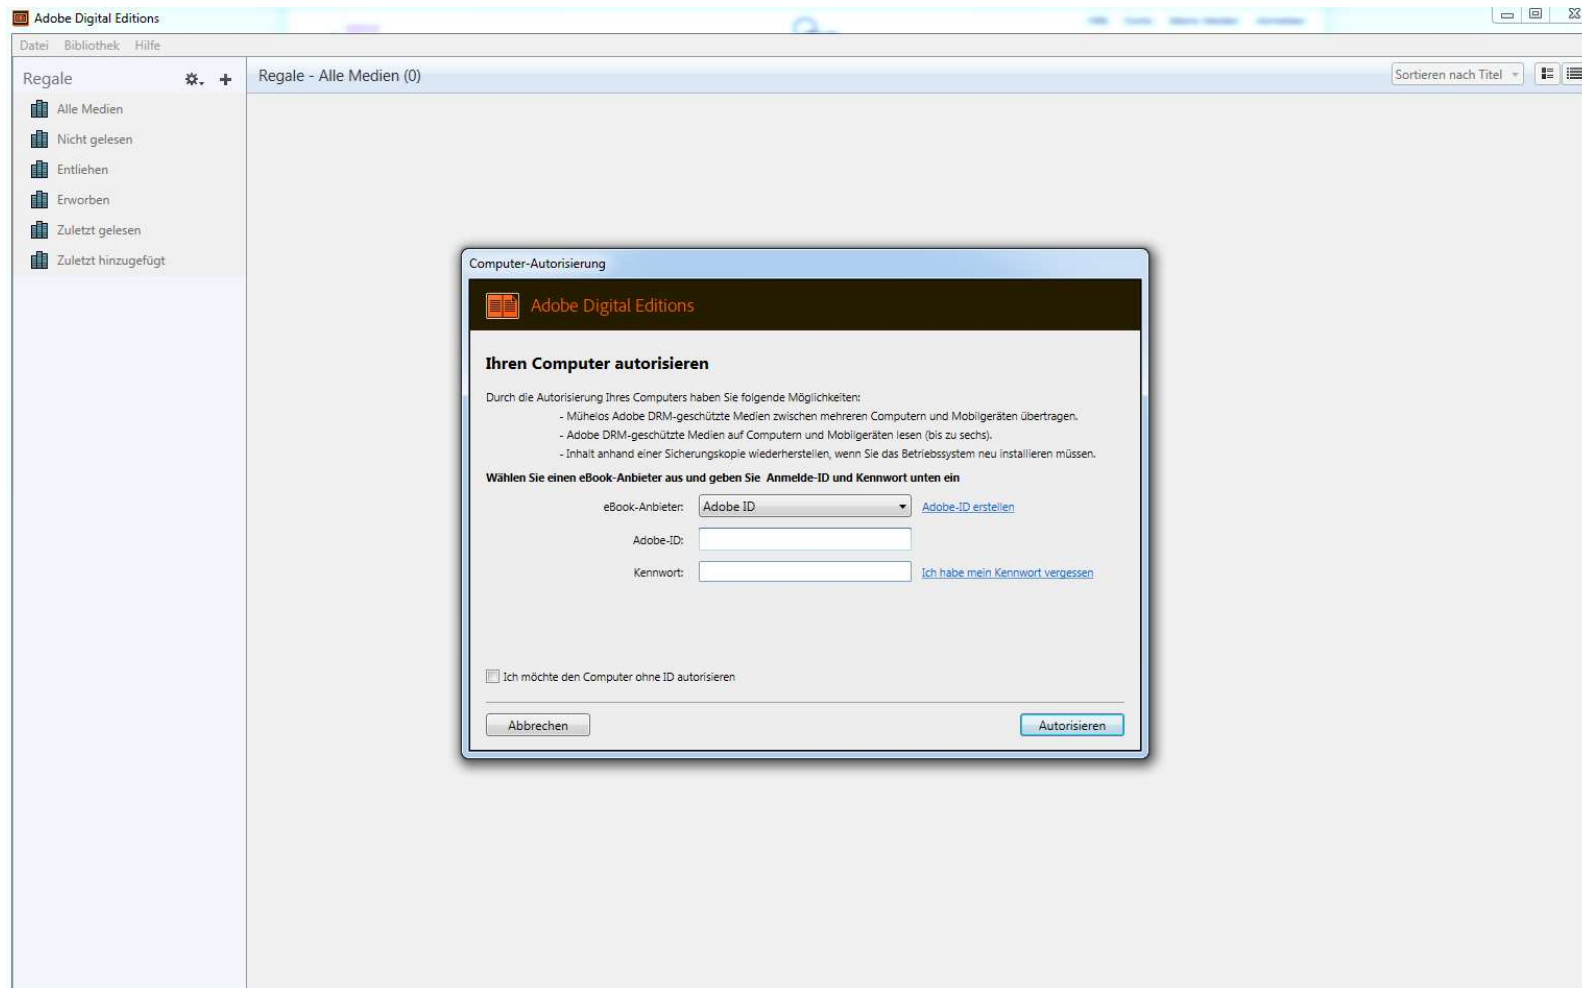 Adobe Digital Editions
Datei Bibliothek Hilfe
Regale
Regale - Alle Medien (0)
Sortieren nach Titel
Alle Medien
Nicht gelesen
Entliehen
Erworben
Zuletzt gelesen
Zuletzt hinzugefügt
Computer-Autorisierung
Adobe Digital Editions
Ihren Computer autorisieren
Durch die Autorisierung Ihres Computers haben Sie folgende Möglichkeiten:
- Mühelos Adobe DRM-geschützte Medien zwischen mehreren Computern und Mobilgeräten übertragen.
- Adobe DRM-geschützte Medien auf Computern und Mobilgeräten lesen (bis zu sechs).
- Inhalt anhand einer Sicherungskopie wiederherstellen, wenn Sie das Betriebssystem neu installieren müssen.
Wählen Sie einen eBook-Anbieter aus und geben Sie Anmelde-ID und Kennwort unten ein
eBook-Anbieter: Adobe ID Adobe-ID erstellen
Adobe-ID:
Kennwort: Ich habe mein Kennwort vergessen
Ich möchte den Computer ohne ID autorisieren
Abbrechen Autorisieren